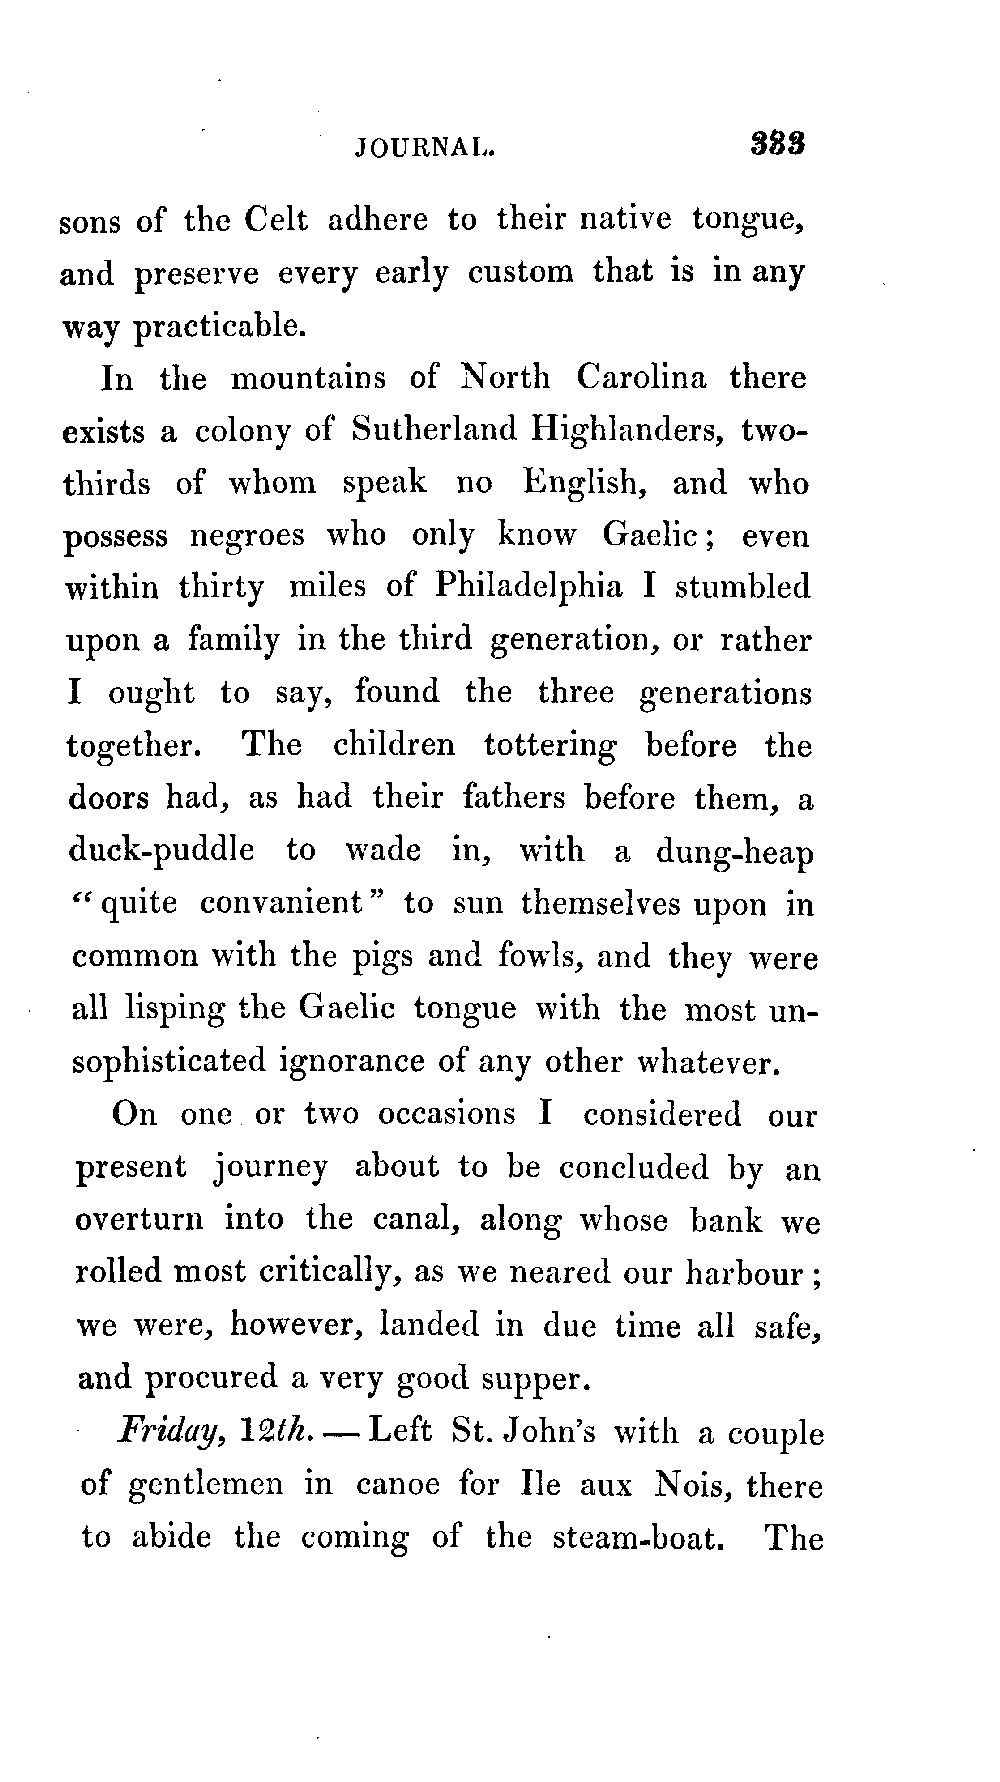 JOURNAL. 333
sons of the Celt adhere to their native tongue,
and preserve every early custom that is in any
way practicable.
In the mountains of North Carolina there
exists a colony of Sutherland Highlanders, two-
thirds of whom speak no English, and who
possess negroes who only know Gaelic; even
within thirty miles of Philadelphia I stumbled
upon a family in the third generation, or rather
I ought to say, found the three generations
together. The children tottering before the
doors had, as had their fathers before them, a
duck-puddle to wade in, with a dung-heap
"quite convanient" to sun themselves upon in
common with the pigs and fowls, and they were
all lisping the Gaelic tongue with the most un-
sophisticated ignorance of any other whatever.
On one or two occasions I considered our
present journey about to be concluded by an
overturn into the canal, along whose bank we
rolled most critically, as we neared our harbour;
we were, however, landed in due time all safe,
and procured a very good supper.
Friday, 12th. — Left St. John's with a couple
of gentlemen in canoe for Ile aux Nois, there
to abide the coming of the steam-boat. The